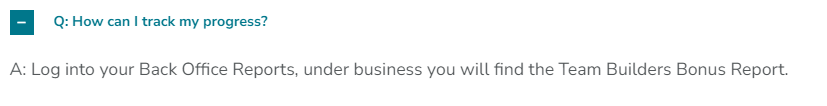 Q: How can I track my progress?
A: Log into your Back Office Reports, under business you will find the Team Builders Bonus Report.